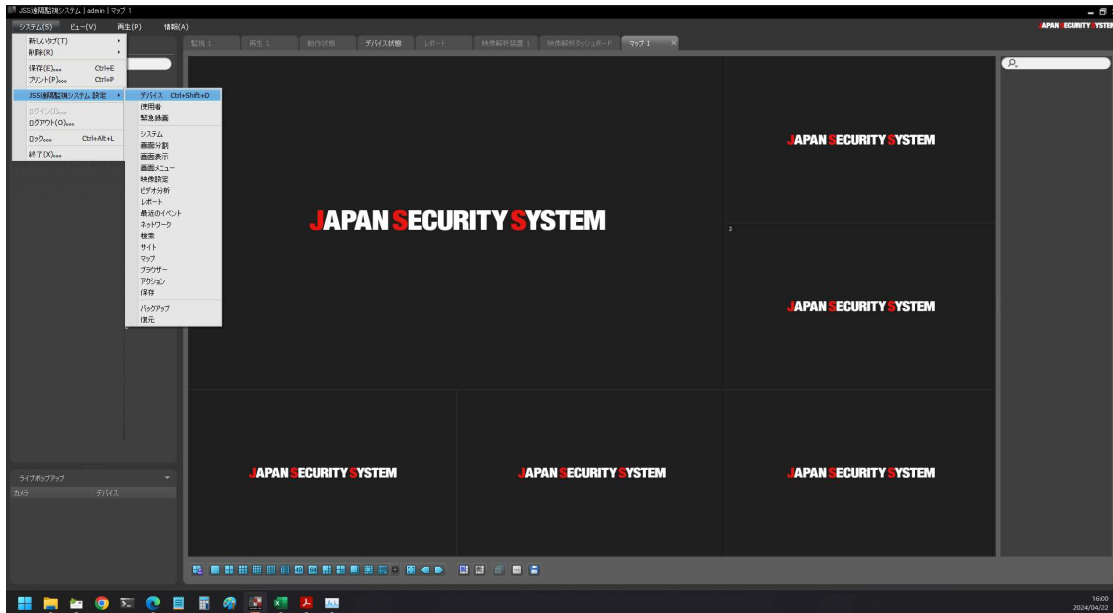 JSS遠隔監視システム | admin | マップ 1
システム(S) ビュー(V) 再生(P) 情報(A)
JAPAN SECURITY SYSTEM
監視 1 再生 1 動作状態 デバイス状態 レポート 映像解析装置 1 映像解析ダッシュボード マップ 1
新しいタブ(T)
削除(R)
保存(E)... Ctrl+E
プリント(P)... Ctrl+P
JSS遠隔監視システム 設定
ログイン(I)...
ログアウト(O)...
ロック... Ctrl+Alt+L
終了(X)...
デバイス Ctrl+Shift+D
使用者
緊急録画
システム
画面分割
画面表示
画面メニュー
映像設定
ビデオ分析
レポート
最近のイベント
ネットワーク
検索
サイト
マップ
ブラウザー
アクション
保存
バックアップ
復元
JAPAN SECURITY SYSTEM
JAPAN SECURITY SYSTEM
3
JAPAN SECURITY SYSTEM
JAPAN SECURITY SYSTEM
JAPAN SECURITY SYSTEM
JAPAN SECURITY SYSTEM
ライブポップアップ
カメラ デバイス
16:00
2024/04/22